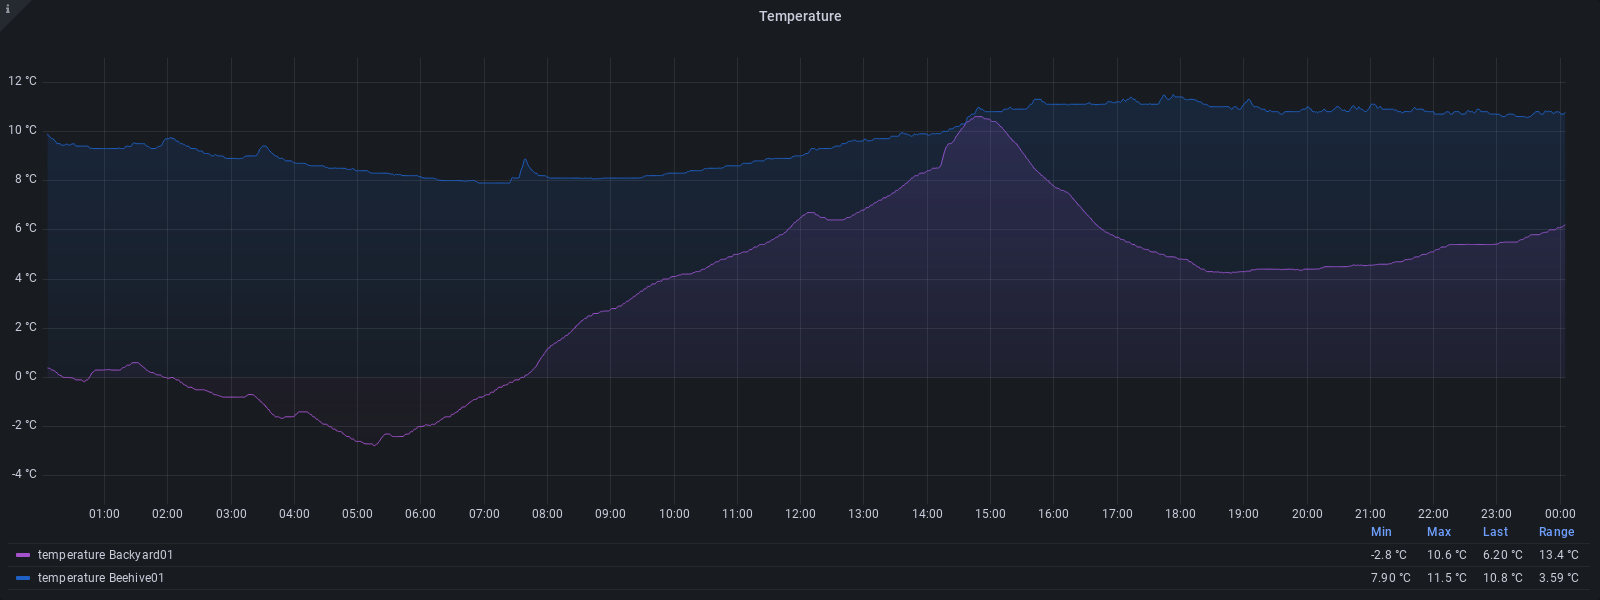 i
Temperature
12 °C
10 °C
8 °C
6 °C
4 °C
2 °C
0 °C
-2 °C
-4 °C
01:00 02:00 03:00 04:00 05:00 06:00 07:00 08:00 09:00 10:00 11:00 12:00 13:00 14:00 15:00 16:00 17:00 18:00 19:00 20:00 21:00 22:00 23:00 00:00
Min Max Last Range
temperature Backyard01 -2.8 °C 10.6 °C 6.20 °C 13.4 °C
temperature Beehive01 7.90 °C 11.5 °C 10.8 °C 3.59 °C